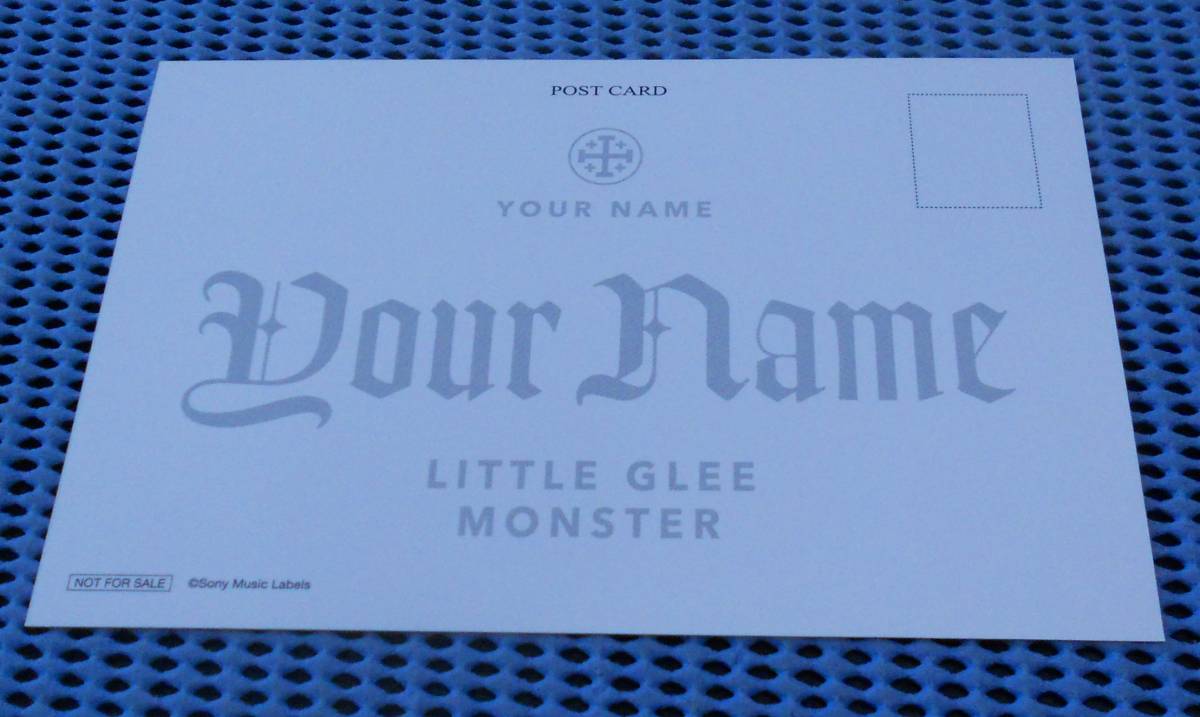 POST CARD
YOUR NAME
Your Name
LITTLE GLEE
MONSTER
NOT FOR SALE ©Sony Music Labels